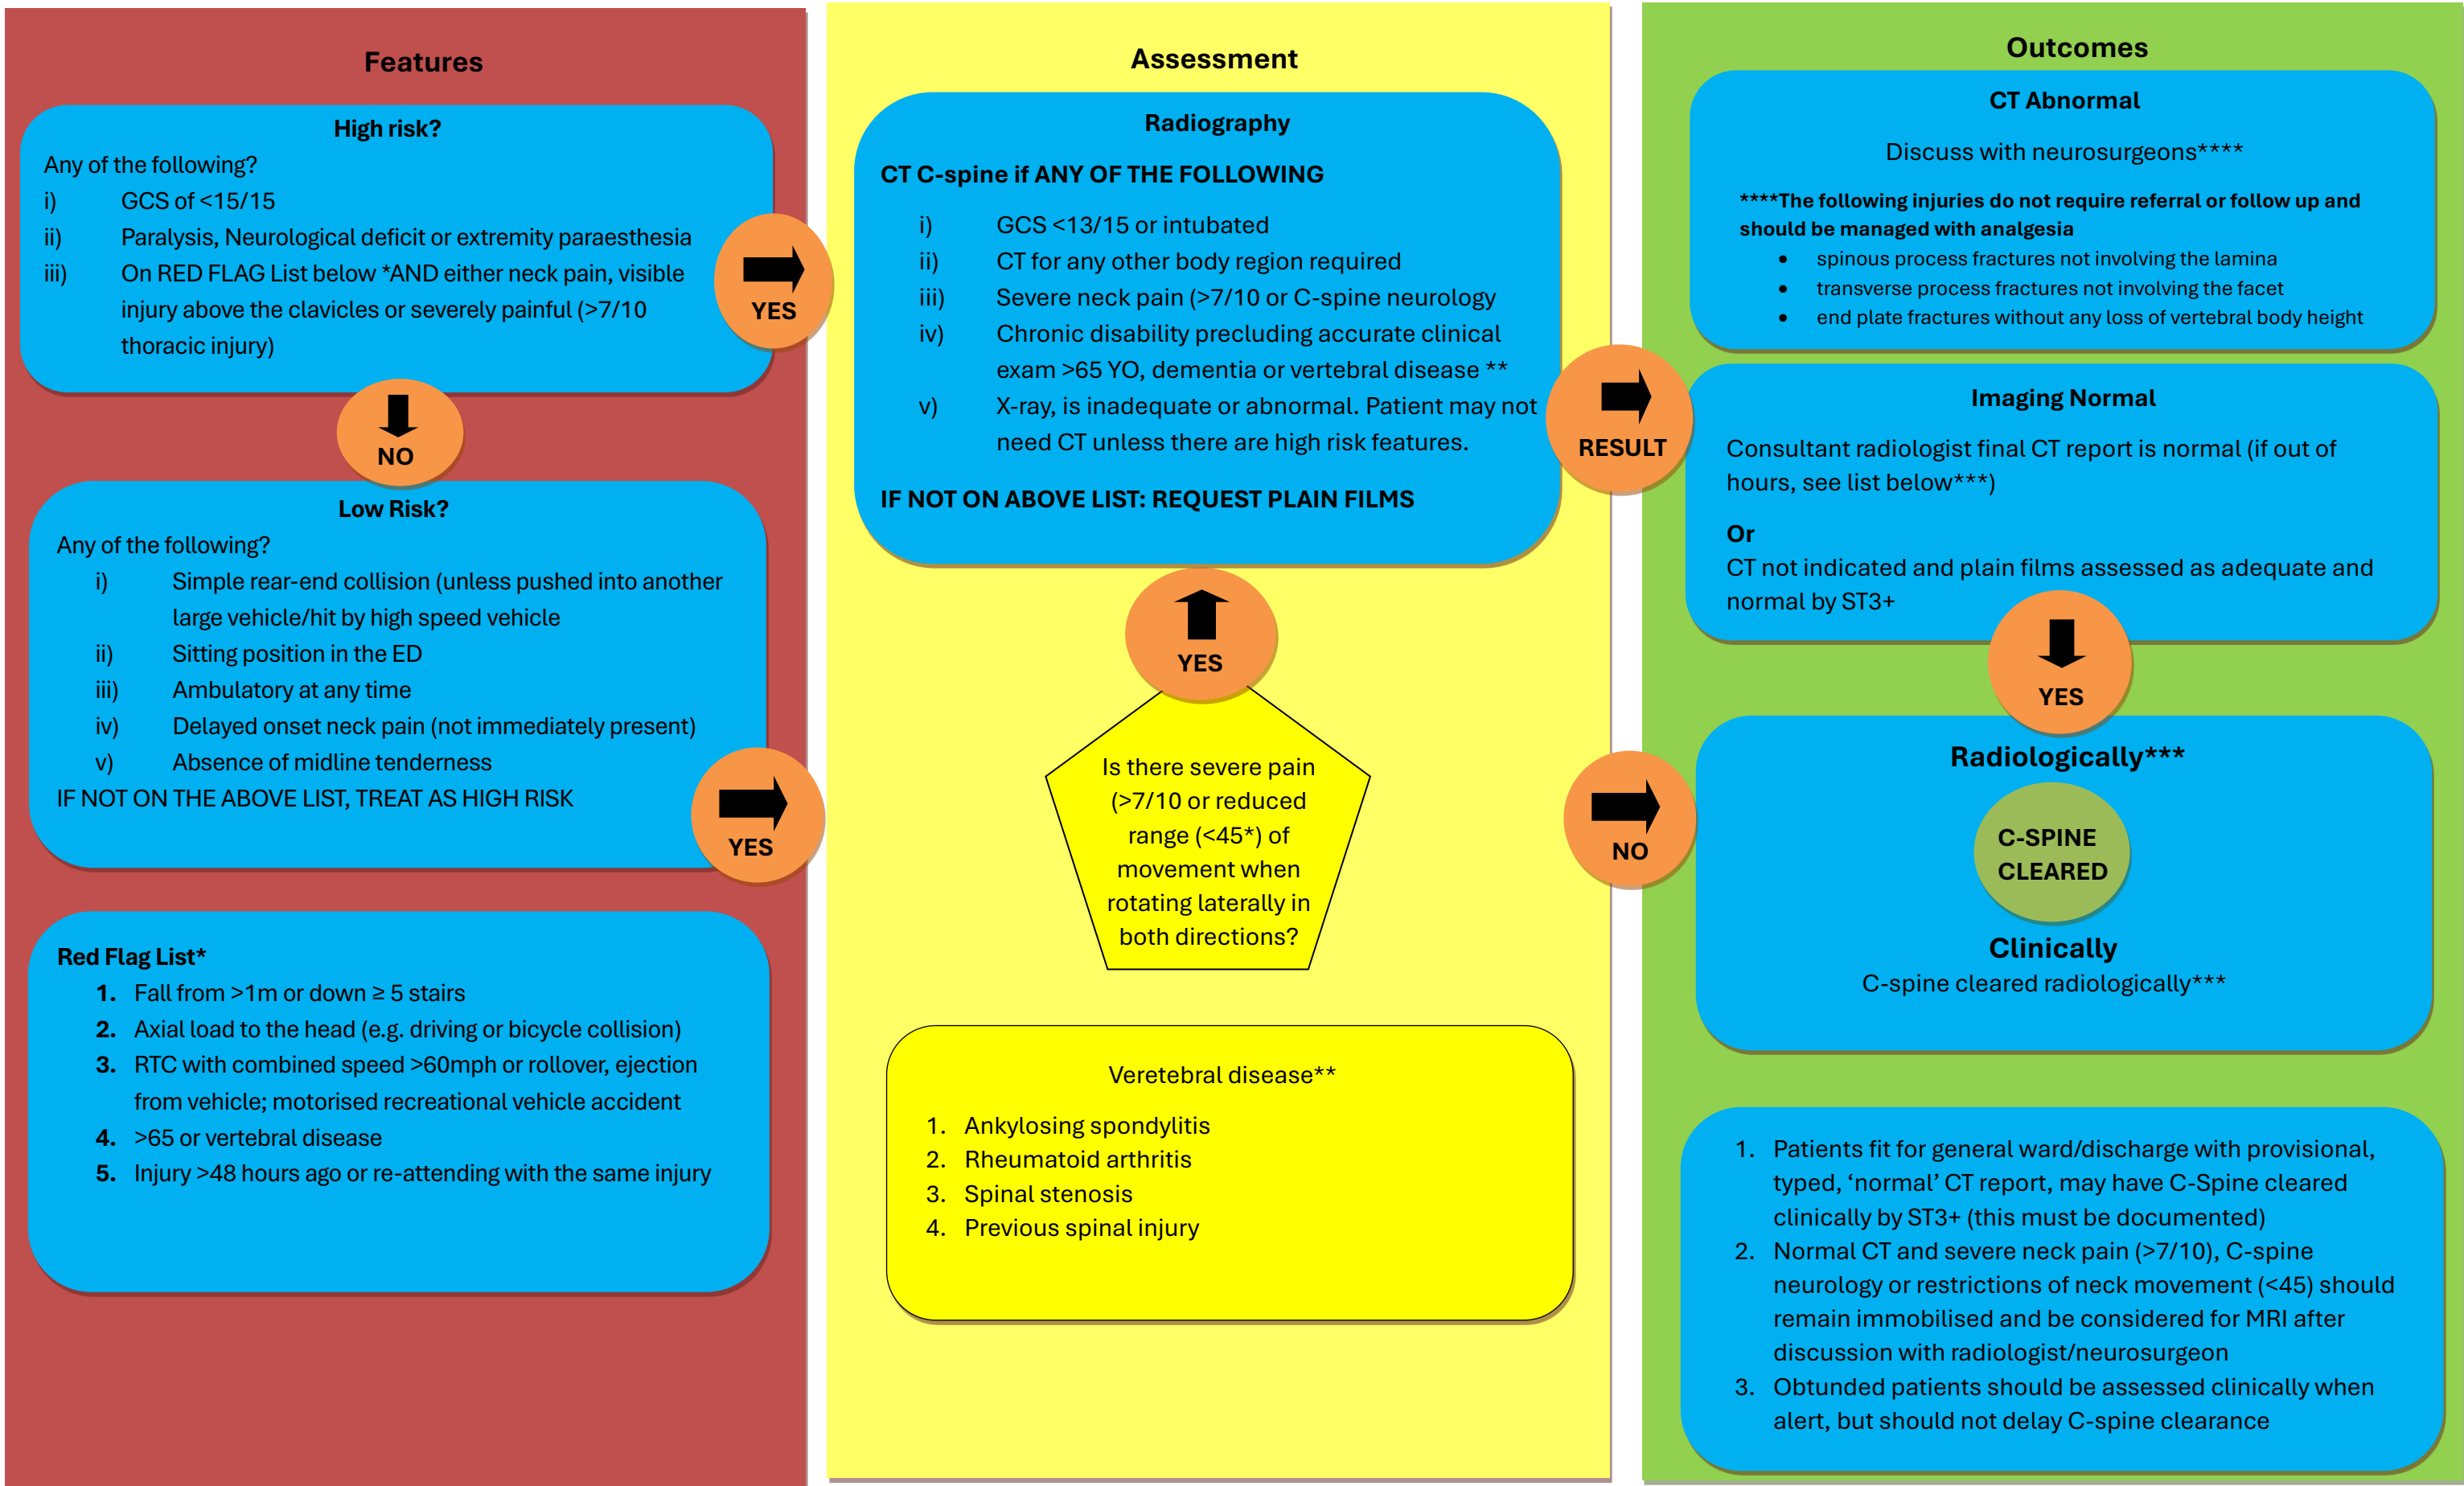 Features
High risk?
Any of the following?
i) GCS of <15/15
ii) Paralysis, Neurological deficit or extremity paraesthesia
iii) On RED FLAG List below *AND either neck pain, visible
injury above the clavicles or severely painful (>7/10
thoracic injury)
YES
NO
Low Risk?
Any of the following?
i) Simple rear-end collision (unless pushed into another
large vehicle/hit by high speed vehicle
ii) Sitting position in the ED
iii) Ambulatory at any time
iv) Delayed onset neck pain (not immediately present)
v) Absence of midline tenderness
IF NOT ON THE ABOVE LIST, TREAT AS HIGH RISK
YES
Red Flag List*
1. Fall from >1m or down ≥ 5 stairs
2. Axial load to the head (e.g. driving or bicycle collision)
3. RTC with combined speed >60mph or rollover, ejection
from vehicle; motorised recreational vehicle accident
4. >65 or vertebral disease
5. Injury >48 hours ago or re-attending with the same injury
Assessment
Radiography
CT C-spine if ANY OF THE FOLLOWING
i) GCS <13/15 or intubated
ii) CT for any other body region required
iii) Severe neck pain (>7/10 or C-spine neurology
iv) Chronic disability precluding accurate clinical
exam >65 YO, dementia or vertebral disease **
v) X-ray, is inadequate or abnormal. Patient may not
need CT unless there are high risk features.
IF NOT ON ABOVE LIST: REQUEST PLAIN FILMS
RESULT
YES
Is there severe pain
(>7/10 or reduced
range (<45*) of
movement when
rotating laterally in
both directions?
NO
Veretebral disease**
1. Ankylosing spondylitis
2. Rheumatoid arthritis
3. Spinal stenosis
4. Previous spinal injury
Outcomes
CT Abnormal
Discuss with neurosurgeons****
****The following injuries do not require referral or follow up and
should be managed with analgesia
• spinous process fractures not involving the lamina
• transverse process fractures not involving the facet
• end plate fractures without any loss of vertebral body height
Imaging Normal
Consultant radiologist final CT report is normal (if out of
hours, see list below***)
Or
CT not indicated and plain films assessed as adequate and
normal by ST3+
YES
Radiologically***
C-SPINE
CLEARED
Clinically
C-spine cleared radiologically***
1. Patients fit for general ward/discharge with provisional,
typed, ‘normal’ CT report, may have C-Spine cleared
clinically by ST3+ (this must be documented)
2. Normal CT and severe neck pain (>7/10), C-spine
neurology or restrictions of neck movement (<45) should
remain immobilised and be considered for MRI after
discussion with radiologist/neurosurgeon
3. Obtunded patients should be assessed clinically when
alert, but should not delay C-spine clearance